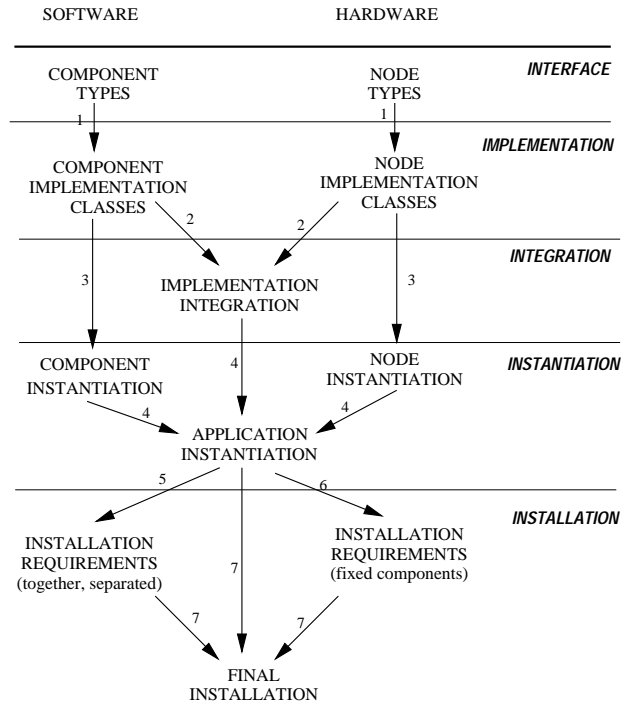 SOFTWARE
HARDWARE
INTERFACE
COMPONENT
TYPES
NODE
TYPES
1
1
IMPLEMENTATION
COMPONENT
IMPLEMENTATION
CLASSES
NODE
IMPLEMENTATION
CLASSES
2
2
INTEGRATION
3
IMPLEMENTATION
INTEGRATION
3
INSTANTIATION
COMPONENT
INSTANTIATION
4
NODE
INSTANTIATION
4
4
APPLICATION
INSTANTIATION
5
6
INSTALLATION
INSTALLATION
REQUIREMENTS
(together, separated)
7
INSTALLATION
REQUIREMENTS
(fixed components)
7
7
FINAL
INSTALLATION